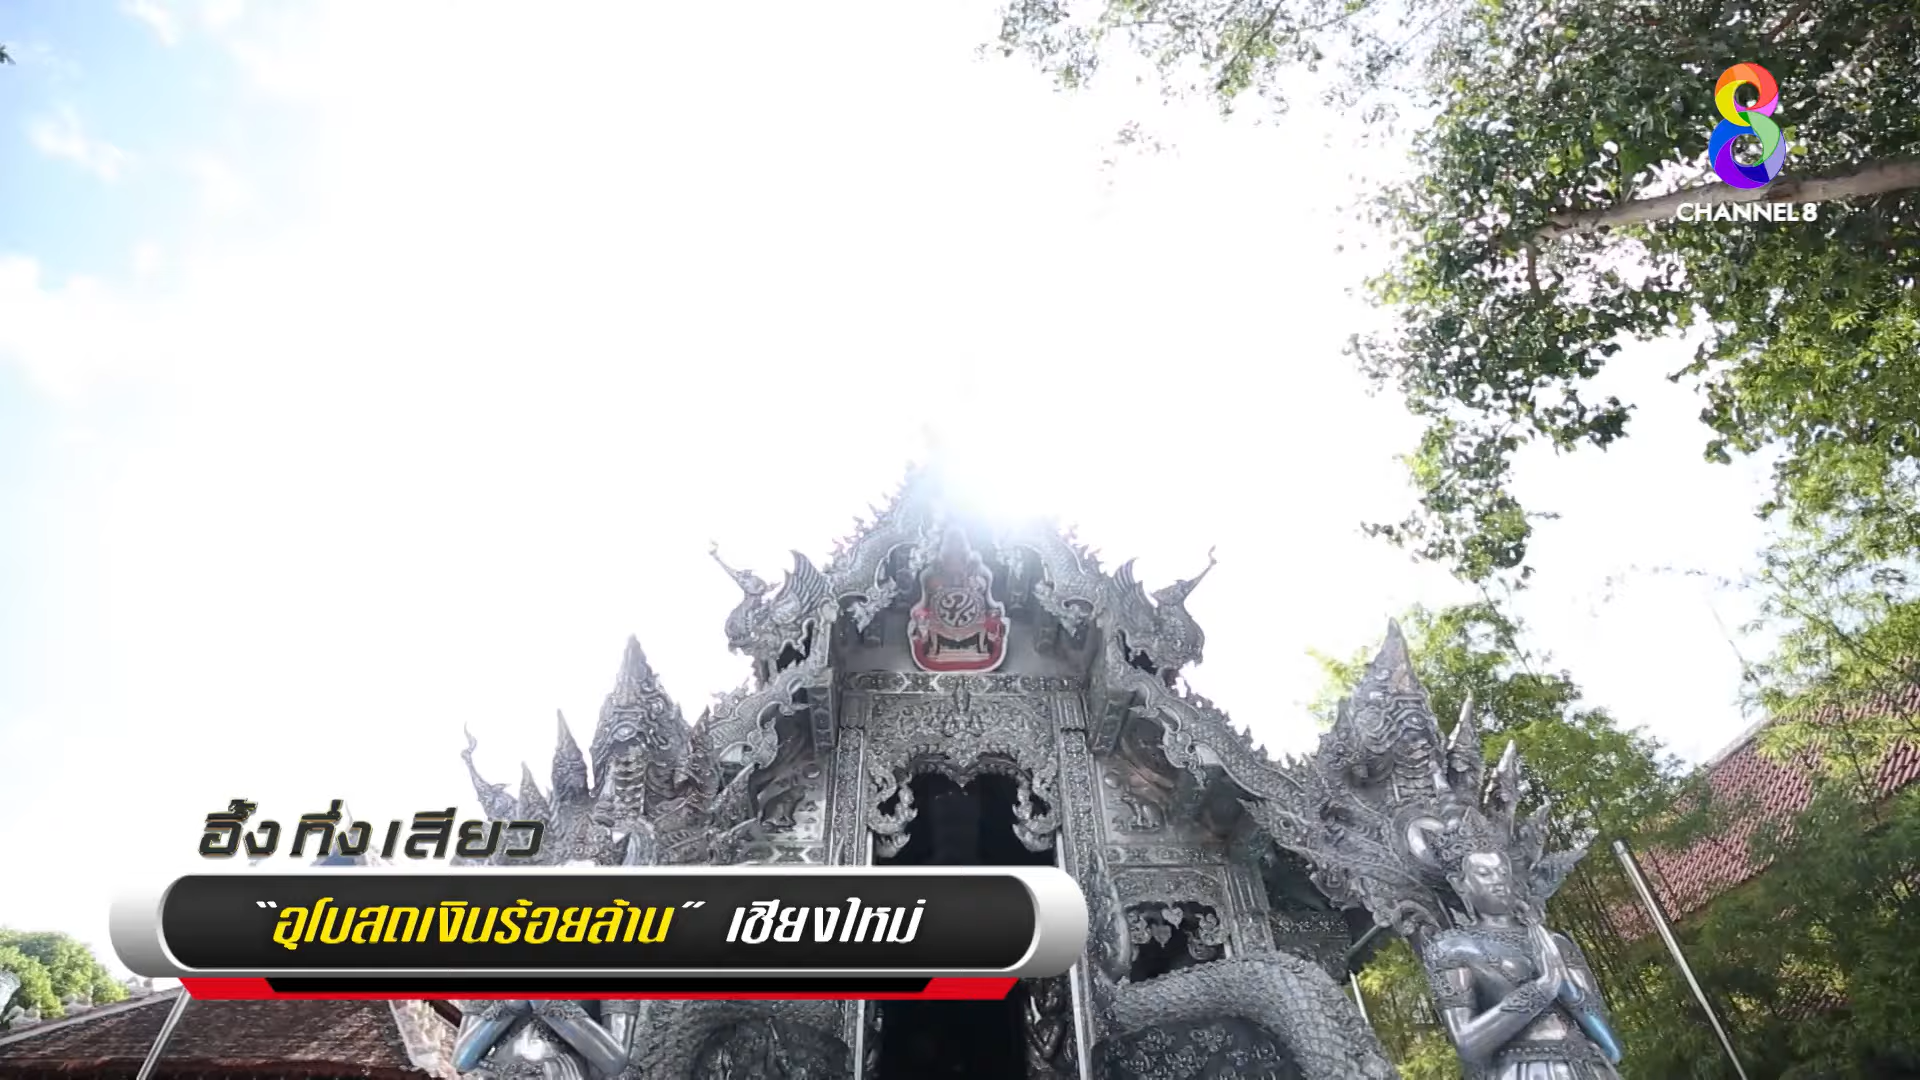 CHANNEL 8
อึ้ง กึ่ง เสียว
"อุโบสถเงินร้อยล้าน" เชียงใหม่